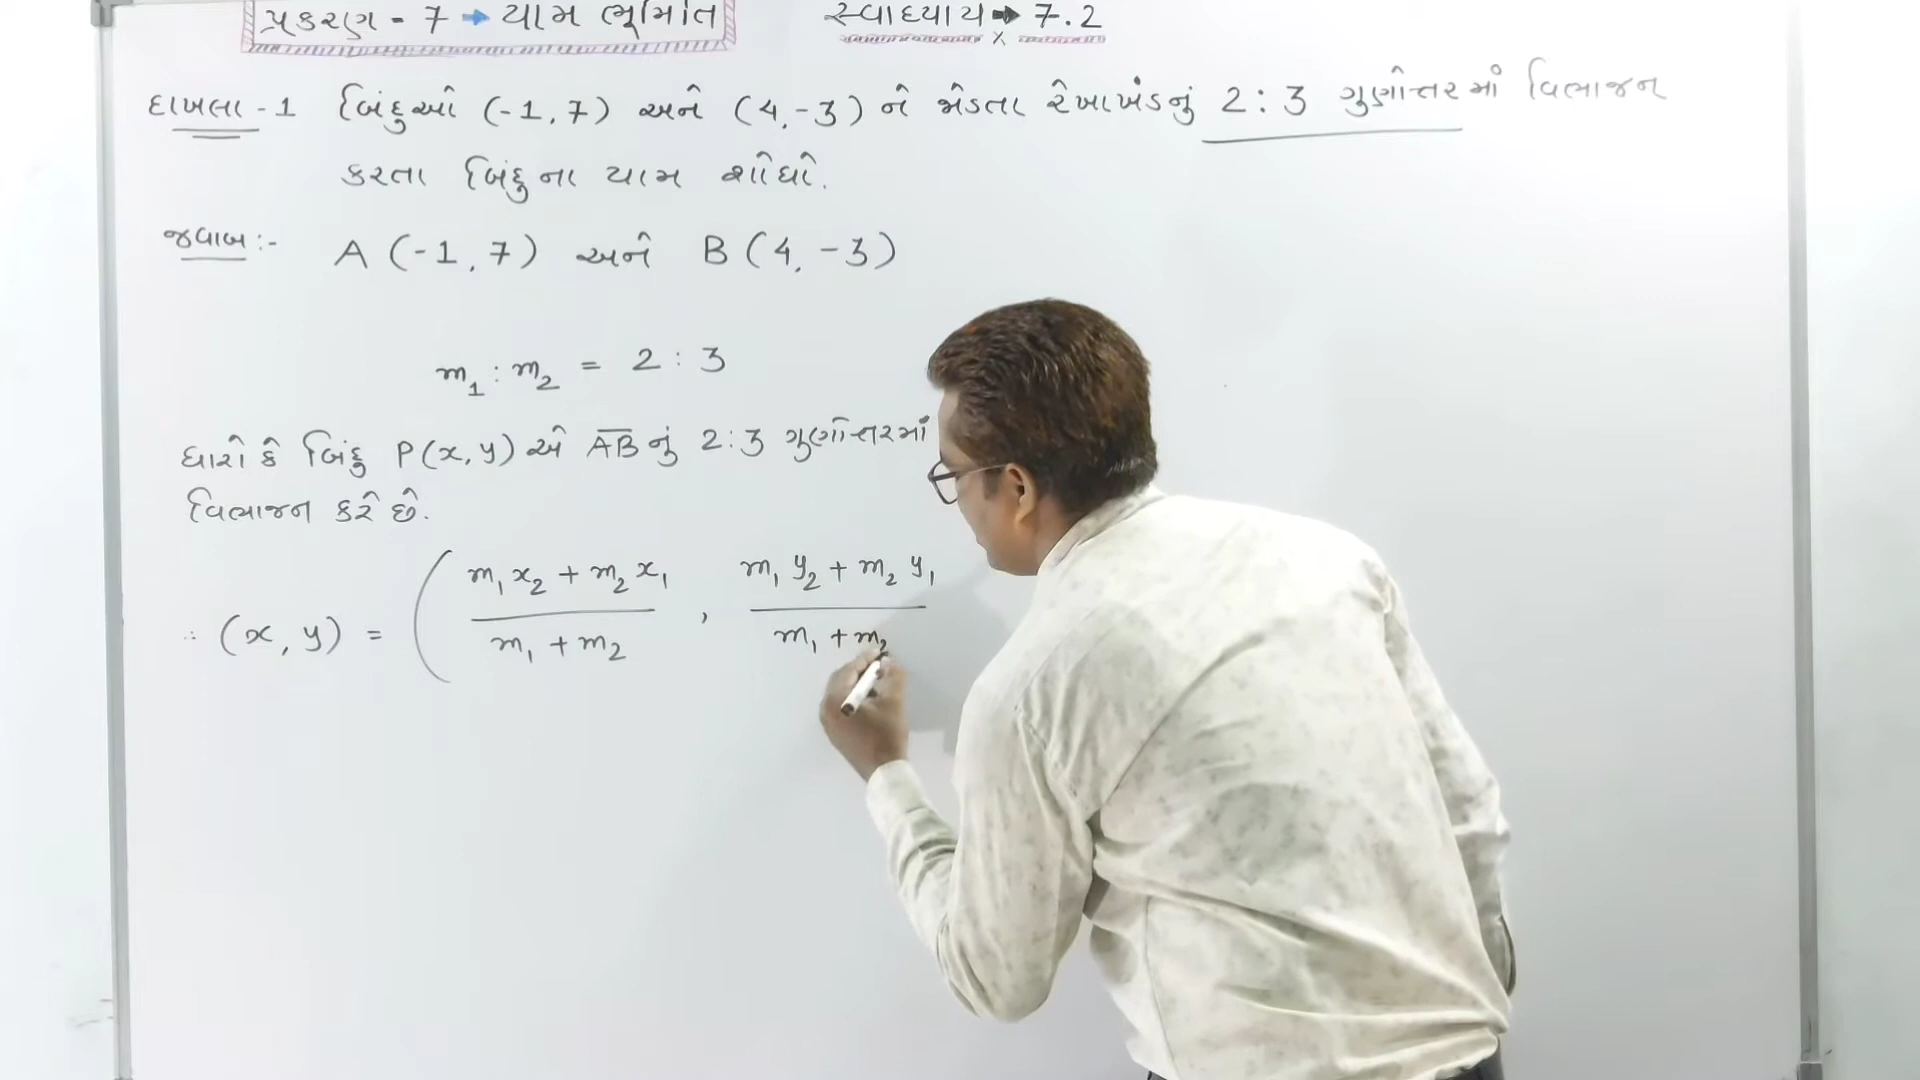 પ્રકરણ - 7 → યામ ભૂમિતિ સ્વાધ્યાય → 7.2
દાખલા - 1 બિંદુઓ (-1, 7) અને (4, -3) ને જોડતા રેખાખંડનું 2 : 3 ગુણોત્તરમાં વિભાજન
કરતા બિંદુના યામ શોધો.
જવાબ :- A (-1, 7) અને B (4, -3)
m₁ : m₂ = 2 : 3
ધારો કે બિંદુ P(x, y) એ A̅B̅ નું 2 : 3 ગુણોત્તરમાં
વિભાજન કરે છે.
∴ (x, y) = ( m₁x₂ + m₂x₁ / m₁ + m₂ , m₁y₂ + m₂y₁ / m₁ + m₂